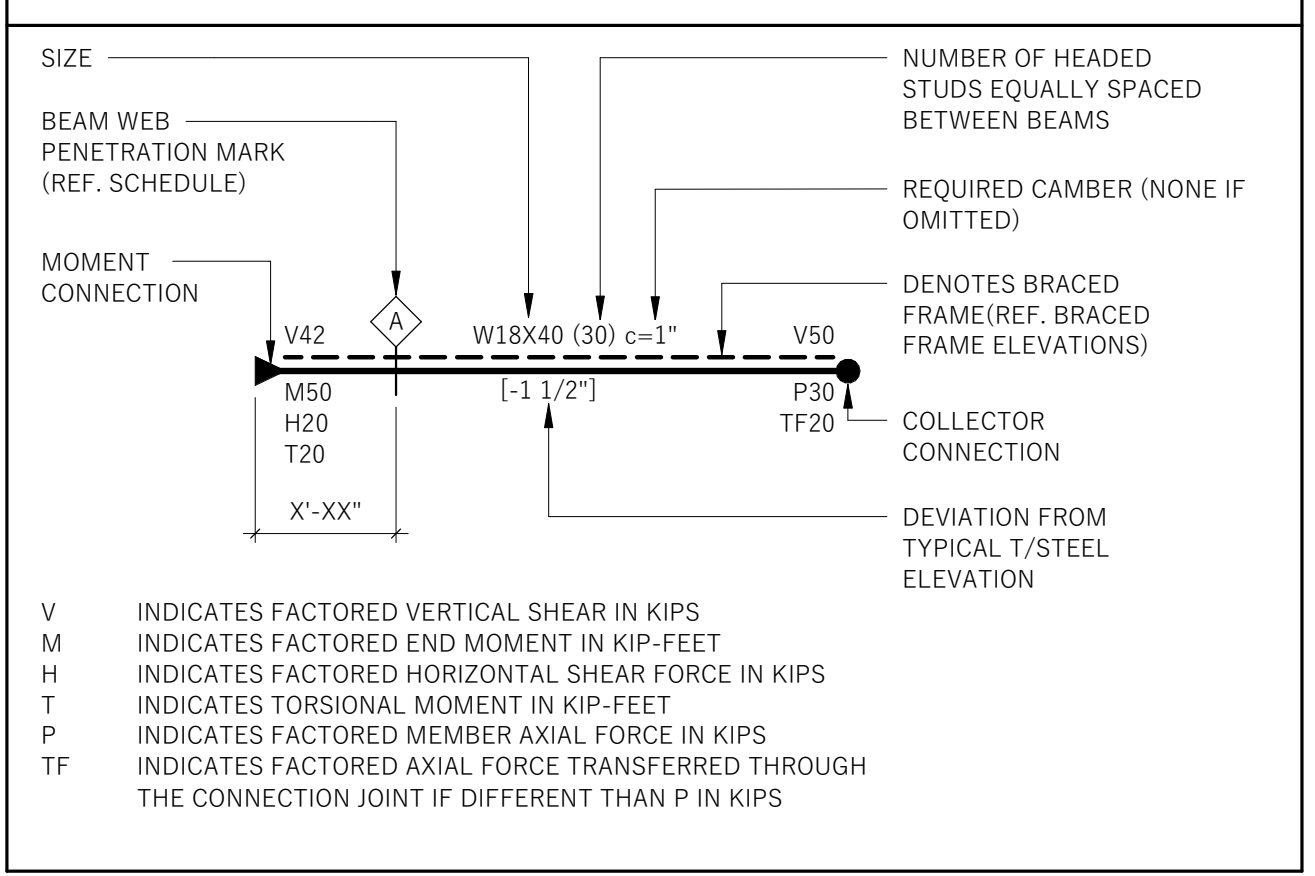 SIZE
BEAM WEB
PENETRATION MARK
(REF. SCHEDULE)
MOMENT
CONNECTION
NUMBER OF HEADED
STUDS EQUALLY SPACED
BETWEEN BEAMS
REQUIRED CAMBER (NONE IF
OMITTED)
DENOTES BRACED
FRAME(REF. BRACED
FRAME ELEVATIONS)
COLLECTOR
CONNECTION
DEVIATION FROM
TYPICAL T/STEEL
ELEVATION
V42
A
W18X40 (30) c=1"
V50
M50
H20
T20
[-1 1/2"]
P30
TF20
X'-XX"
V INDICATES FACTORED VERTICAL SHEAR IN KIPS
M INDICATES FACTORED END MOMENT IN KIP-FEET
H INDICATES FACTORED HORIZONTAL SHEAR FORCE IN KIPS
T INDICATES TORSIONAL MOMENT IN KIP-FEET
P INDICATES FACTORED MEMBER AXIAL FORCE IN KIPS
TF INDICATES FACTORED AXIAL FORCE TRANSFERRED THROUGH
THE CONNECTION JOINT IF DIFFERENT THAN P IN KIPS